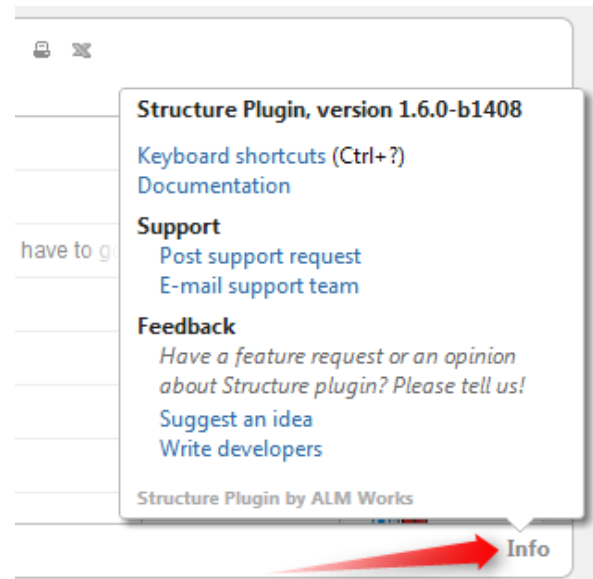 Structure Plugin, version 1.6.0-b1408
Keyboard shortcuts (Ctrl+?)
Documentation
Support
Post support request
have to
E-mail support team
Feedback
Have a feature request or an opinion
about Structure plugin? Please tell us!
Suggest an idea
Write developers
Structure Plugin by ALM Works
Info